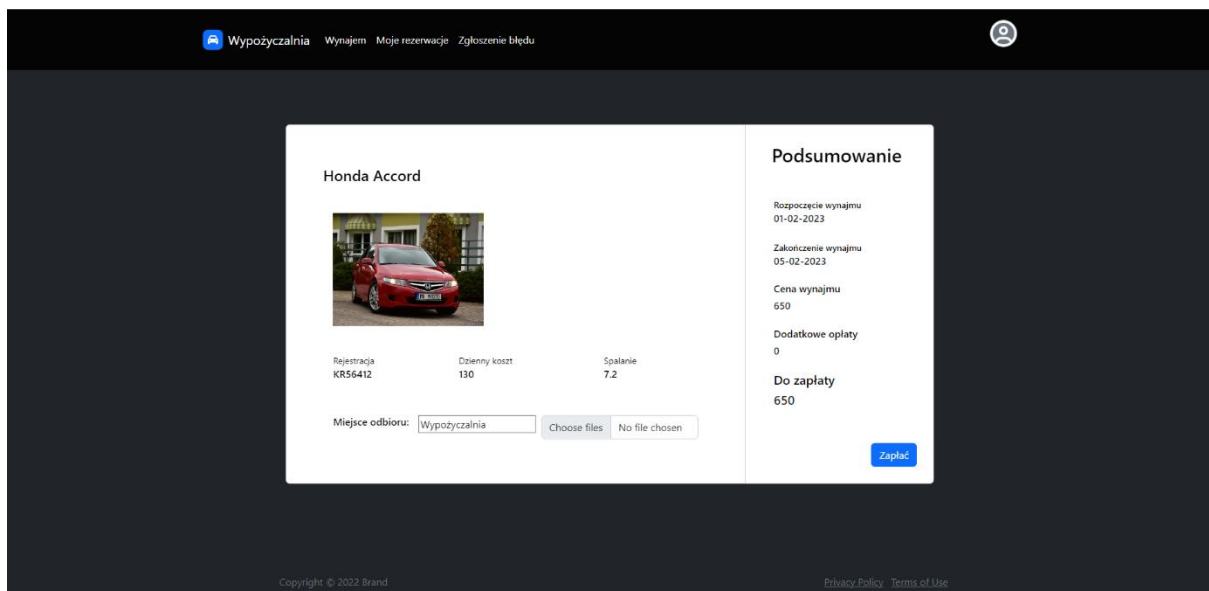 Wypożyczalnia Wynajem Moje rezerwacje Zgłoszenie błędu
Honda Accord
Rejestracja Dzienny koszt Spalanie
KR56412 130 7.2
Miejsce odbioru: Wypożyczalnia Choose files No file chosen
Podsumowanie
Rozpoczęcie wynajmu
01-02-2023
Zakończenie wynajmu
05-02-2023
Cena wynajmu
650
Dodatkowe opłaty
0
Do zapłaty
650
Zapłać
Copyright © 2022 Brand Privacy Policy Terms of Use